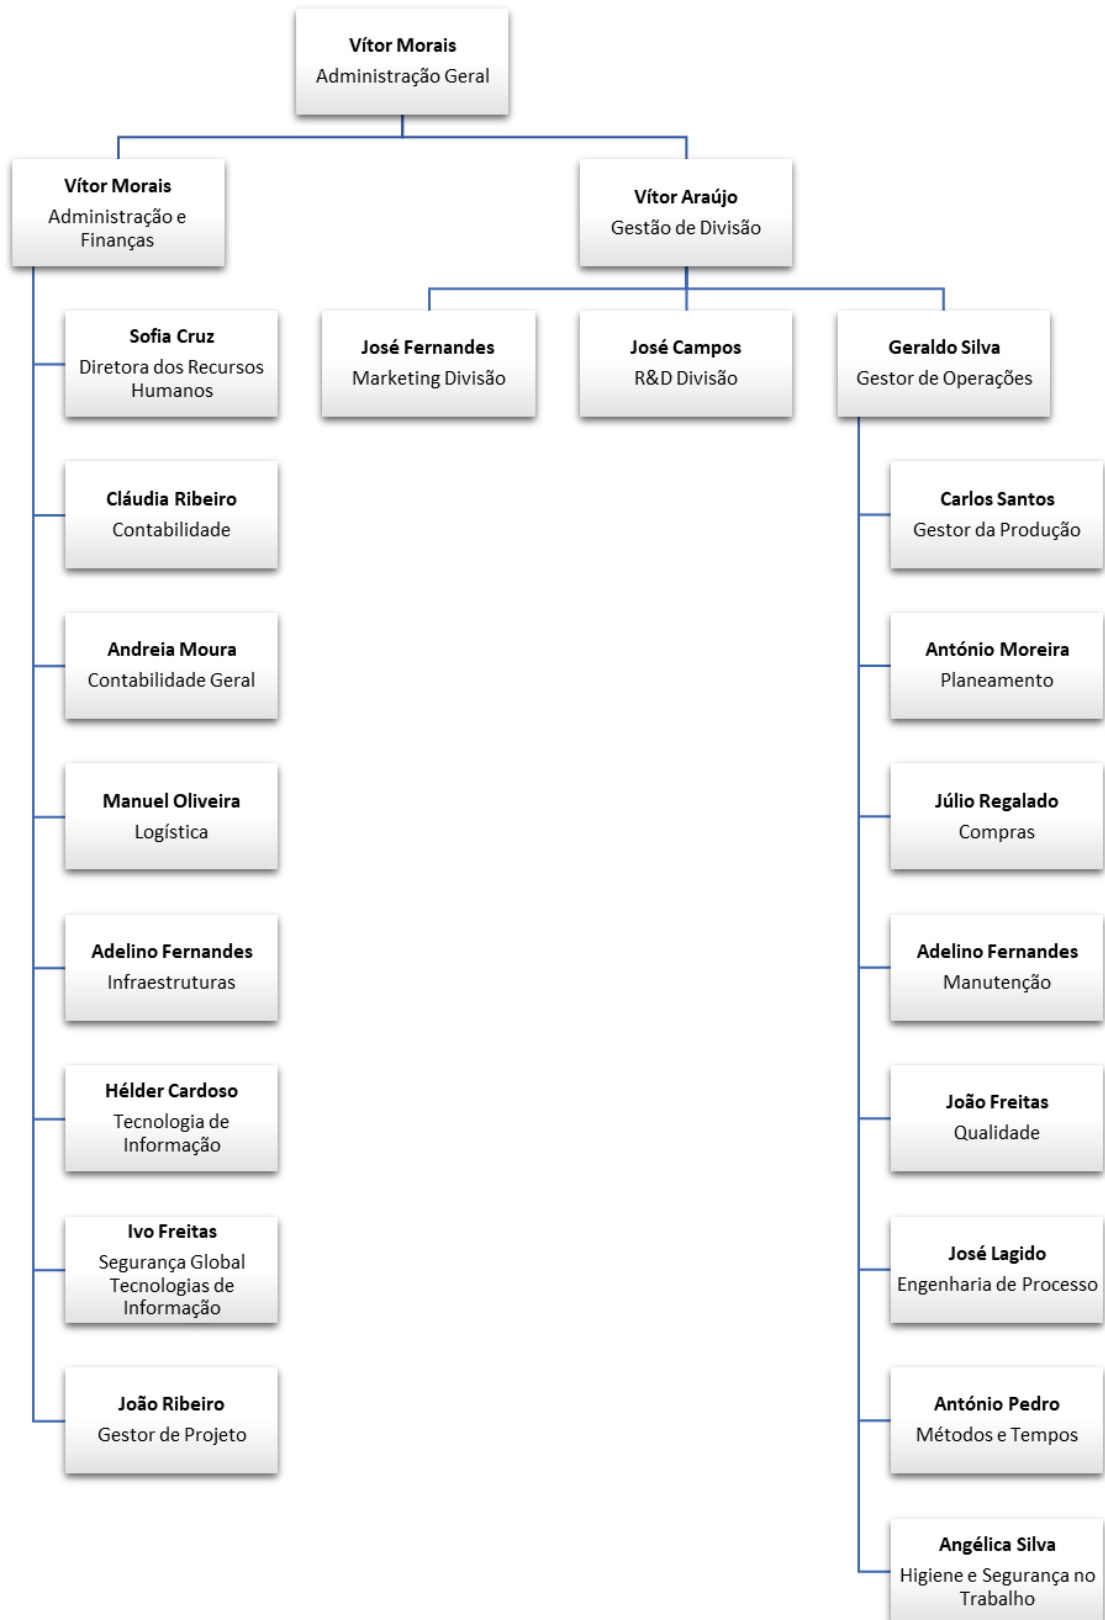 Vítor Morais
Administração Geral
Vítor Morais
Administração e
Finanças
Vítor Araújo
Gestão de Divisão
Sofia Cruz
Diretora dos Recursos
Humanos
José Fernandes
Marketing Divisão
José Campos
R&D Divisão
Geraldo Silva
Gestor de Operações
Cláudia Ribeiro
Contabilidade
Andreia Moura
Contabilidade Geral
Manuel Oliveira
Logística
Adelino Fernandes
Infraestruturas
Hélder Cardoso
Tecnologia de
Informação
Ivo Freitas
Segurança Global
Tecnologias de
Informação
João Ribeiro
Gestor de Projeto
Carlos Santos
Gestor da Produção
António Moreira
Planeamento
Júlio Regalado
Compras
Adelino Fernandes
Manutenção
João Freitas
Qualidade
José Lagido
Engenharia de Processo
António Pedro
Métodos e Tempos
Angélica Silva
Higiene e Segurança no
Trabalho